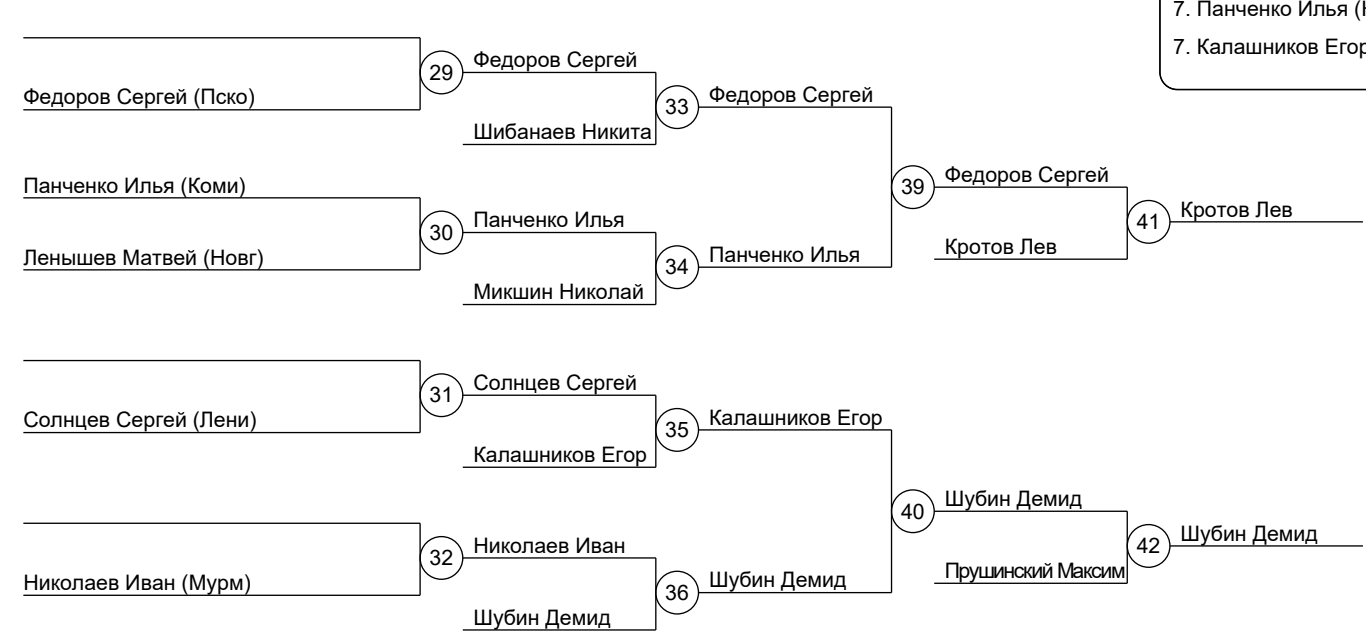 7. Панченко Илья (
7. Калашников Егор
Федоров Сергей (Пско)
29
Федоров Сергей
Шибанаев Никита
33
Федоров Сергей
Панченко Илья (Коми)
Ленышев Матвей (Новг)
30
Панченко Илья
Микшин Николай
34
Панченко Илья
39
Федоров Сергей
Кротов Лев
41
Кротов Лев
Солнцев Сергей (Лени)
31
Солнцев Сергей
Калашников Егор
35
Калашников Егор
Николаев Иван (Мурм)
32
Николаев Иван
Шубин Демид
36
Шубин Демид
40
Шубин Демид
Прушинский Максим
42
Шубин Демид